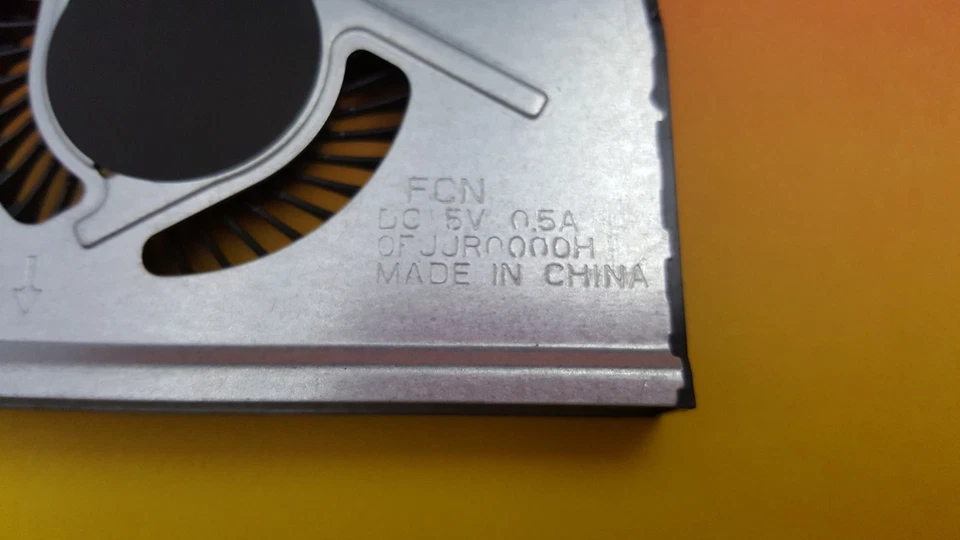 FCN
DC 5V 0.5A
0FJJR0000H
MADE IN CHINA